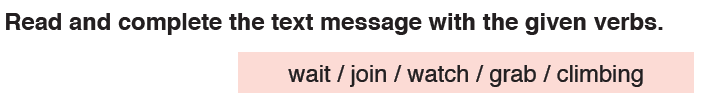 Read and complete the text message with the given verbs.
wait / join / watch / grab / climbing